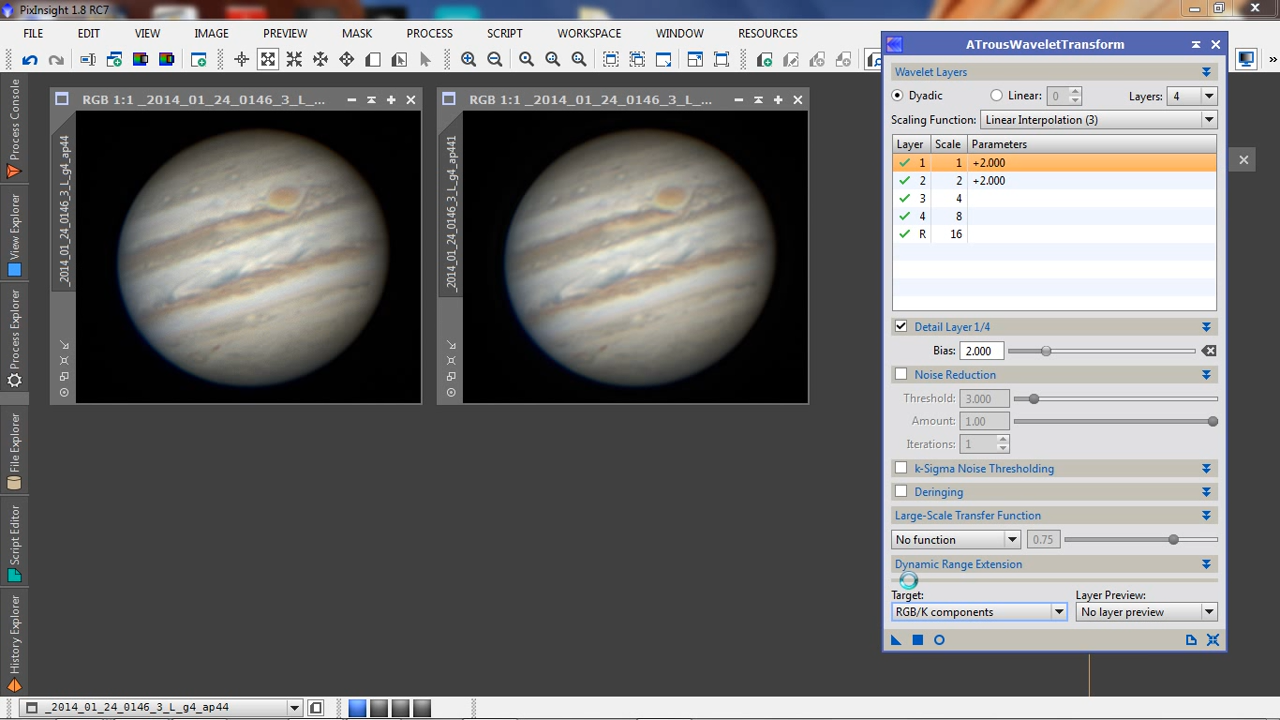 PixInsight 1.8 RC7
FILE EDIT VIEW IMAGE PREVIEW MASK PROCESS SCRIPT WORKSPACE WINDOW RESOURCES
Process Console
View Explorer
Process Explorer
File Explorer
Script Editor
History Explorer
RGB 1:1 _2014_01_24_0146_3_L_...
_2014_01_24_0146_3_L_g4_ap44
RGB 1:1 _2014_01_24_0146_3_L_...
_2014_01_24_0146_3_L_g4_ap441
ATrousWaveletTransform
Wavelet Layers
Dyadic Linear: 0 Layers: 4
Scaling Function: Linear Interpolation (3)
Layer Scale Parameters
1 1 +2.000
2 2 +2.000
3 4
4 8
R 16
Detail Layer 1/4
Bias: 2.000
Noise Reduction
Threshold: 3.000
Amount: 1.00
Iterations: 1
k-Sigma Noise Thresholding
Deringing
Large-Scale Transfer Function
No function 0.75
Dynamic Range Extension
Target: Layer Preview:
RGB/K components No layer preview
_2014_01_24_0146_3_L_g4_ap44